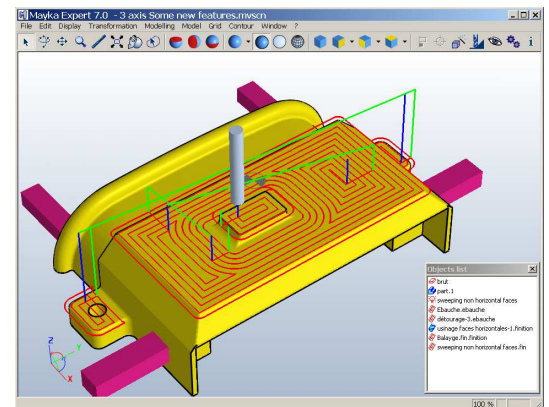 Mayka Expert 7.0 - 3 axis Some new features.mvscn
File Edit Display Transformation Modelling Model Grid Contour Window ?
Objects list
brut
part.1
sweeping non horizontal faces
Ebauche.ebauche
détourage-3.ebauche
usinage faces horizontales-1.finition
Balayge.fin.finition
sweeping non horizontal faces.fin
Z
Y
X
100 %